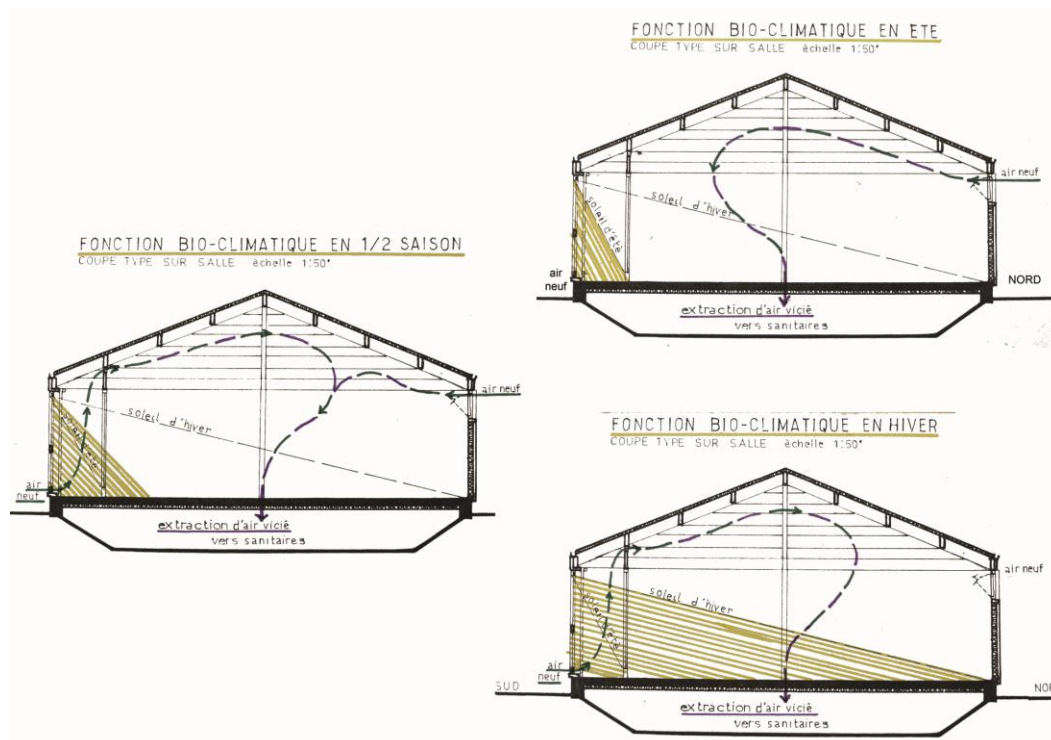 FONCTION BIO-CLIMATIQUE EN ETE
COUPE TYPE SUR SALLE échelle 1:50°
air neuf
soleil d'hiver
soleil d'été
air
neuf
NORD
extraction d'air vicié
vers sanitaires
FONCTION BIO-CLIMATIQUE EN 1/2 SAISON
COUPE TYPE SUR SALLE échelle 1:50°
air neuf
soleil d'hiver
soleil d'été
air
neuf
extraction d'air vicié
vers sanitaires
FONCTION BIO-CLIMATIQUE EN HIVER
COUPE TYPE SUR SALLE échelle 1:50°
air neuf
soleil d'hiver
soleil d'été
air
neuf
SUD
NOR
extraction d'air vicié
vers sanitaires